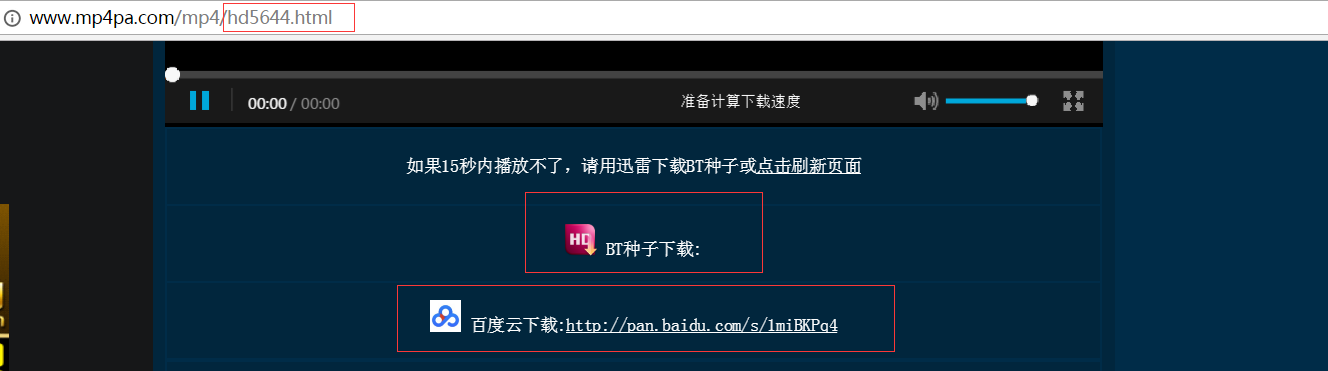 www.mp4pa.com/mp4/hd5644.html
00:00 / 00:00 准备计算下载速度
如果15秒内播放不了，请用迅雷下载BT种子或点击刷新页面
HD BT种子下载:
百度云下载:http://pan.baidu.com/s/1miBKPq4